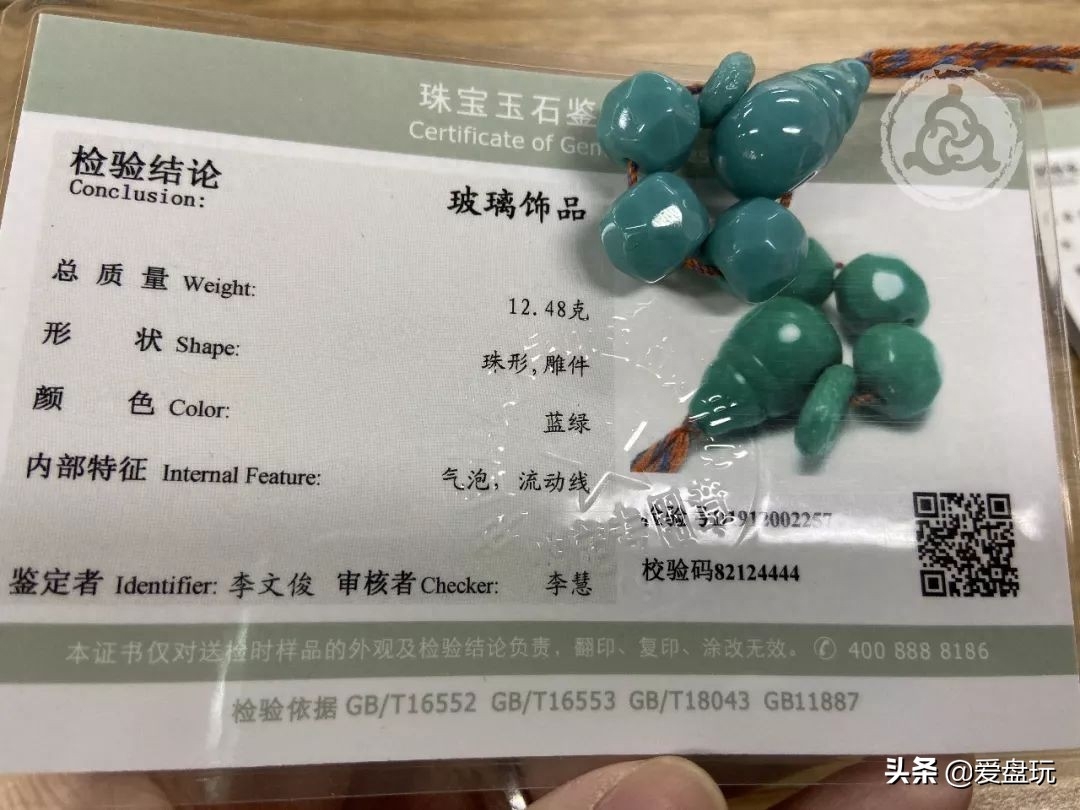 珠宝玉石鉴
Certificate of Gem
检验结论
Conclusion:
玻璃饰品
总质量 Weight:
12.48克
形状 Shape:
珠形,雕件
颜色 Color:
蓝绿
内部特征 Internal Feature:
气泡，流动线
校验码82124444
鉴定者 Identifier: 李文俊 审核者 Checker: 李慧
本证书仅对送检时样品的外观及检验结论负责，翻印、复印、涂改无效。 400 888 8186
检验依据 GB/T16552 GB/T16553 GB/T18043 GB11887
头条 @爱盘玩